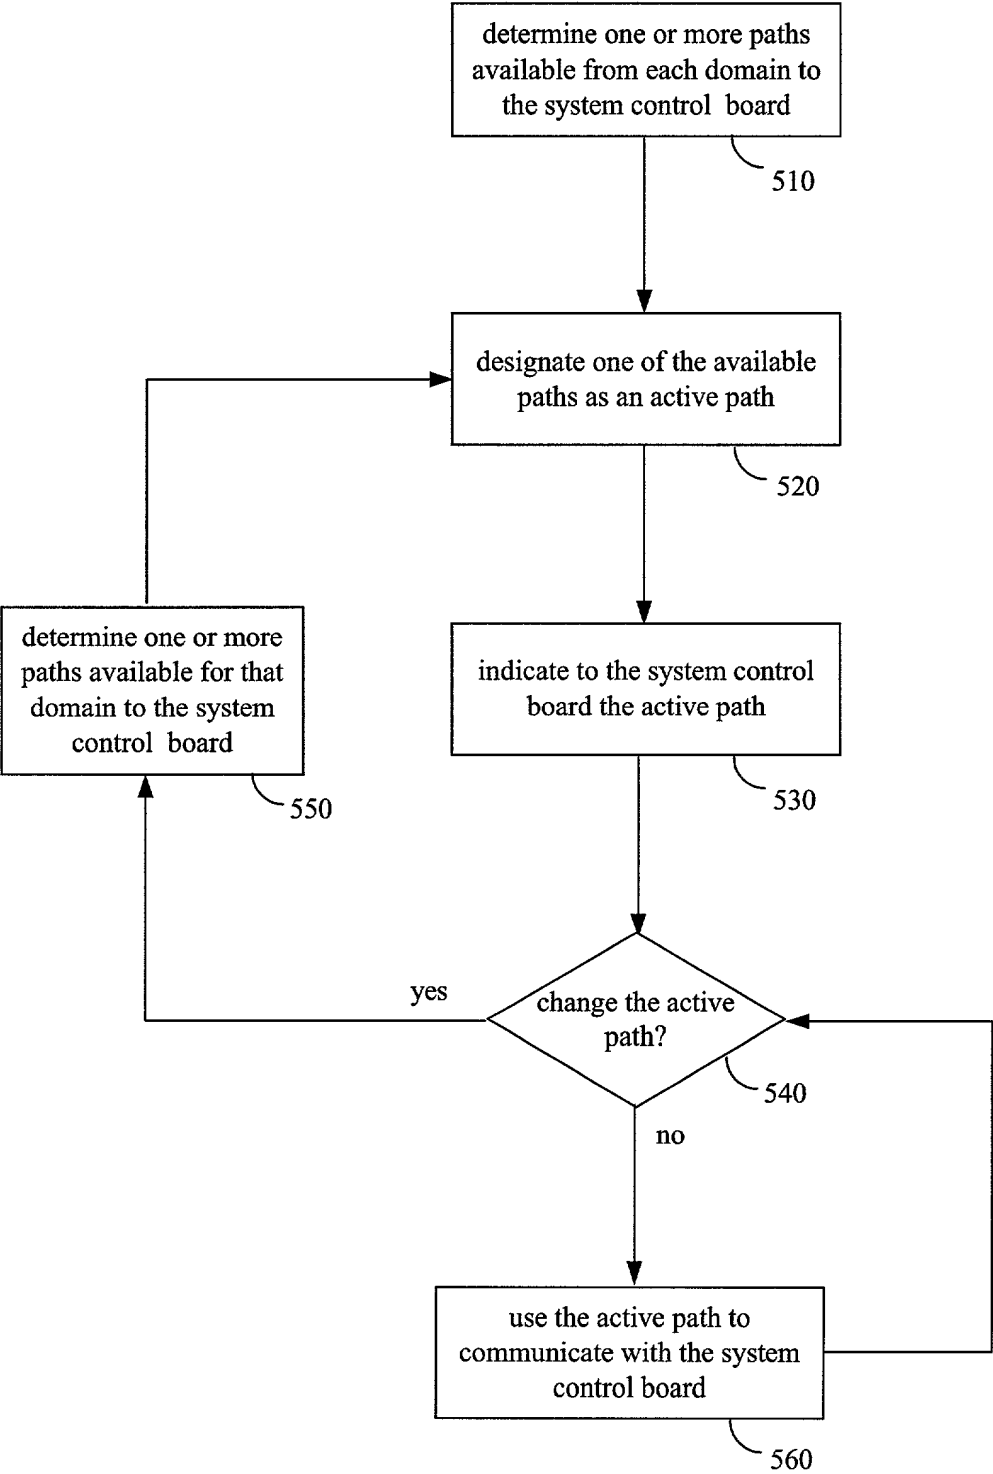 determine one or more paths
available from each domain to
the system control board
510
designate one of the available
paths as an active path
520
determine one or more
paths available for that
domain to the system
control board
550
indicate to the system control
board the active path
530
yes
change the active
path?
540
no
use the active path to
communicate with the system
control board
560